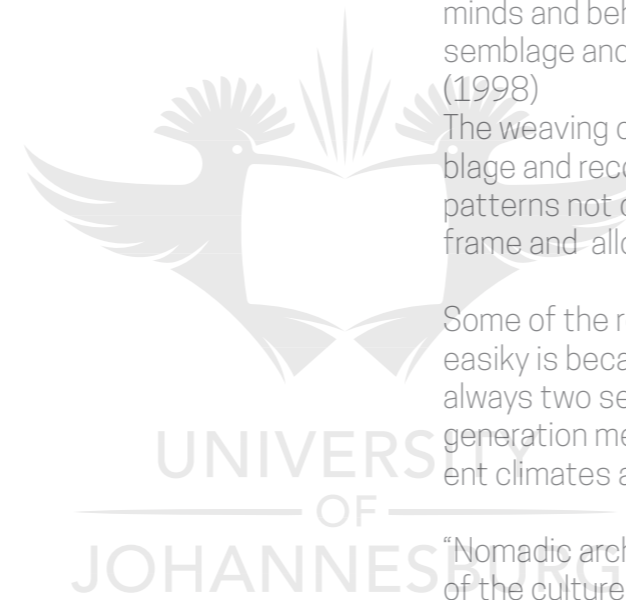 minds and beh
semblage and
(1998)
The weaving o
blage and reco
patterns not o
frame and allo
Some of the r
easiky is beca
always two se
generation me
ent climates a
“Nomadic arch
of the culture
UNIVERSITY
OF
JOHANNESBURG